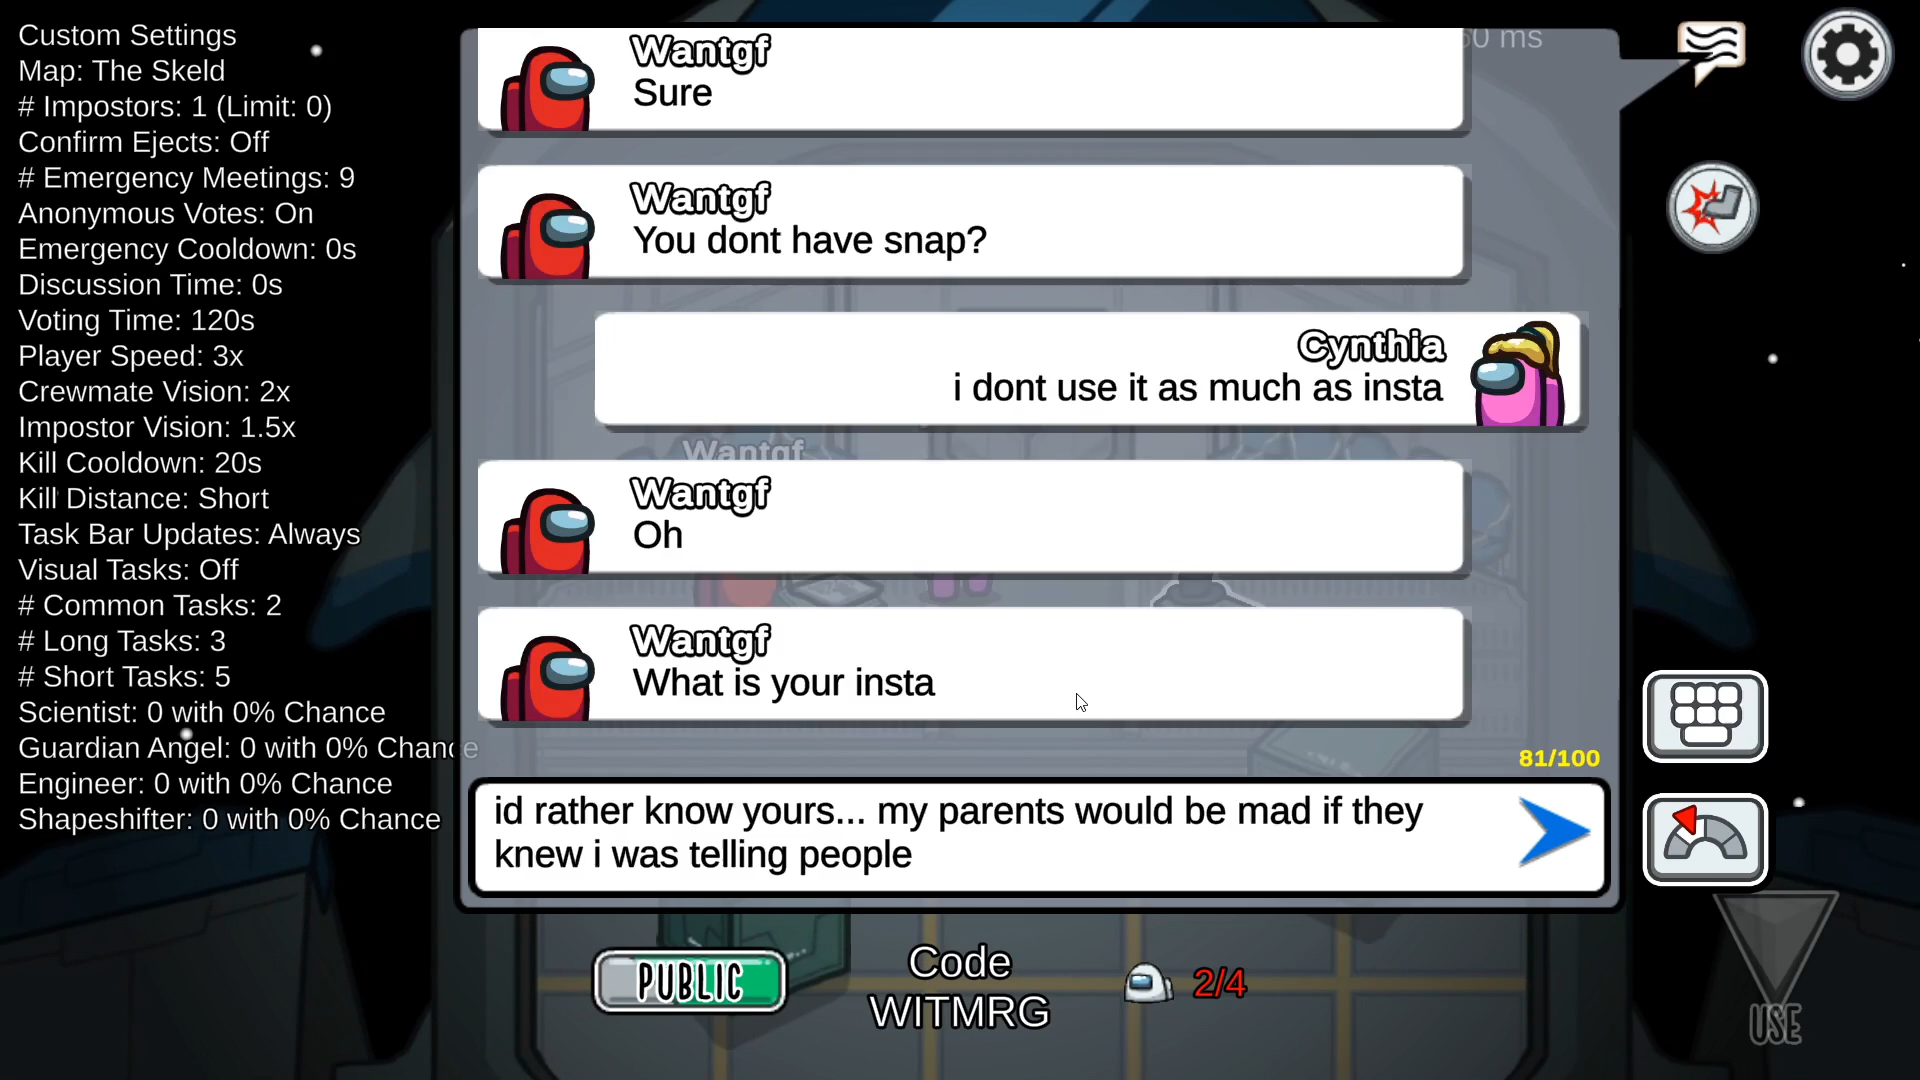 Custom Settings
Map: The Skeld
# Impostors: 1 (Limit: 0)
Confirm Ejects: Off
# Emergency Meetings: 9
Anonymous Votes: On
Emergency Cooldown: 0s
Discussion Time: 0s
Voting Time: 120s
Player Speed: 3x
Crewmate Vision: 2x
Impostor Vision: 1.5x
Kill Cooldown: 20s
Kill Distance: Short
Task Bar Updates: Always
Visual Tasks: Off
# Common Tasks: 2
# Long Tasks: 3
# Short Tasks: 5
Scientist: 0 with 0% Chance
Guardian Angel: 0 with 0% Chance
Engineer: 0 with 0% Chance
Shapeshifter: 0 with 0% Chance
ms
Wantgf
Sure
Wantgf
You dont have snap?
Cynthia
i dont use it as much as insta
Wantgf
Wantgf
Oh
Wantgf
What is your insta
81/100
id rather know yours... my parents would be mad if they
knew i was telling people
PUBLIC
Code
WITMRG
2/4
USE